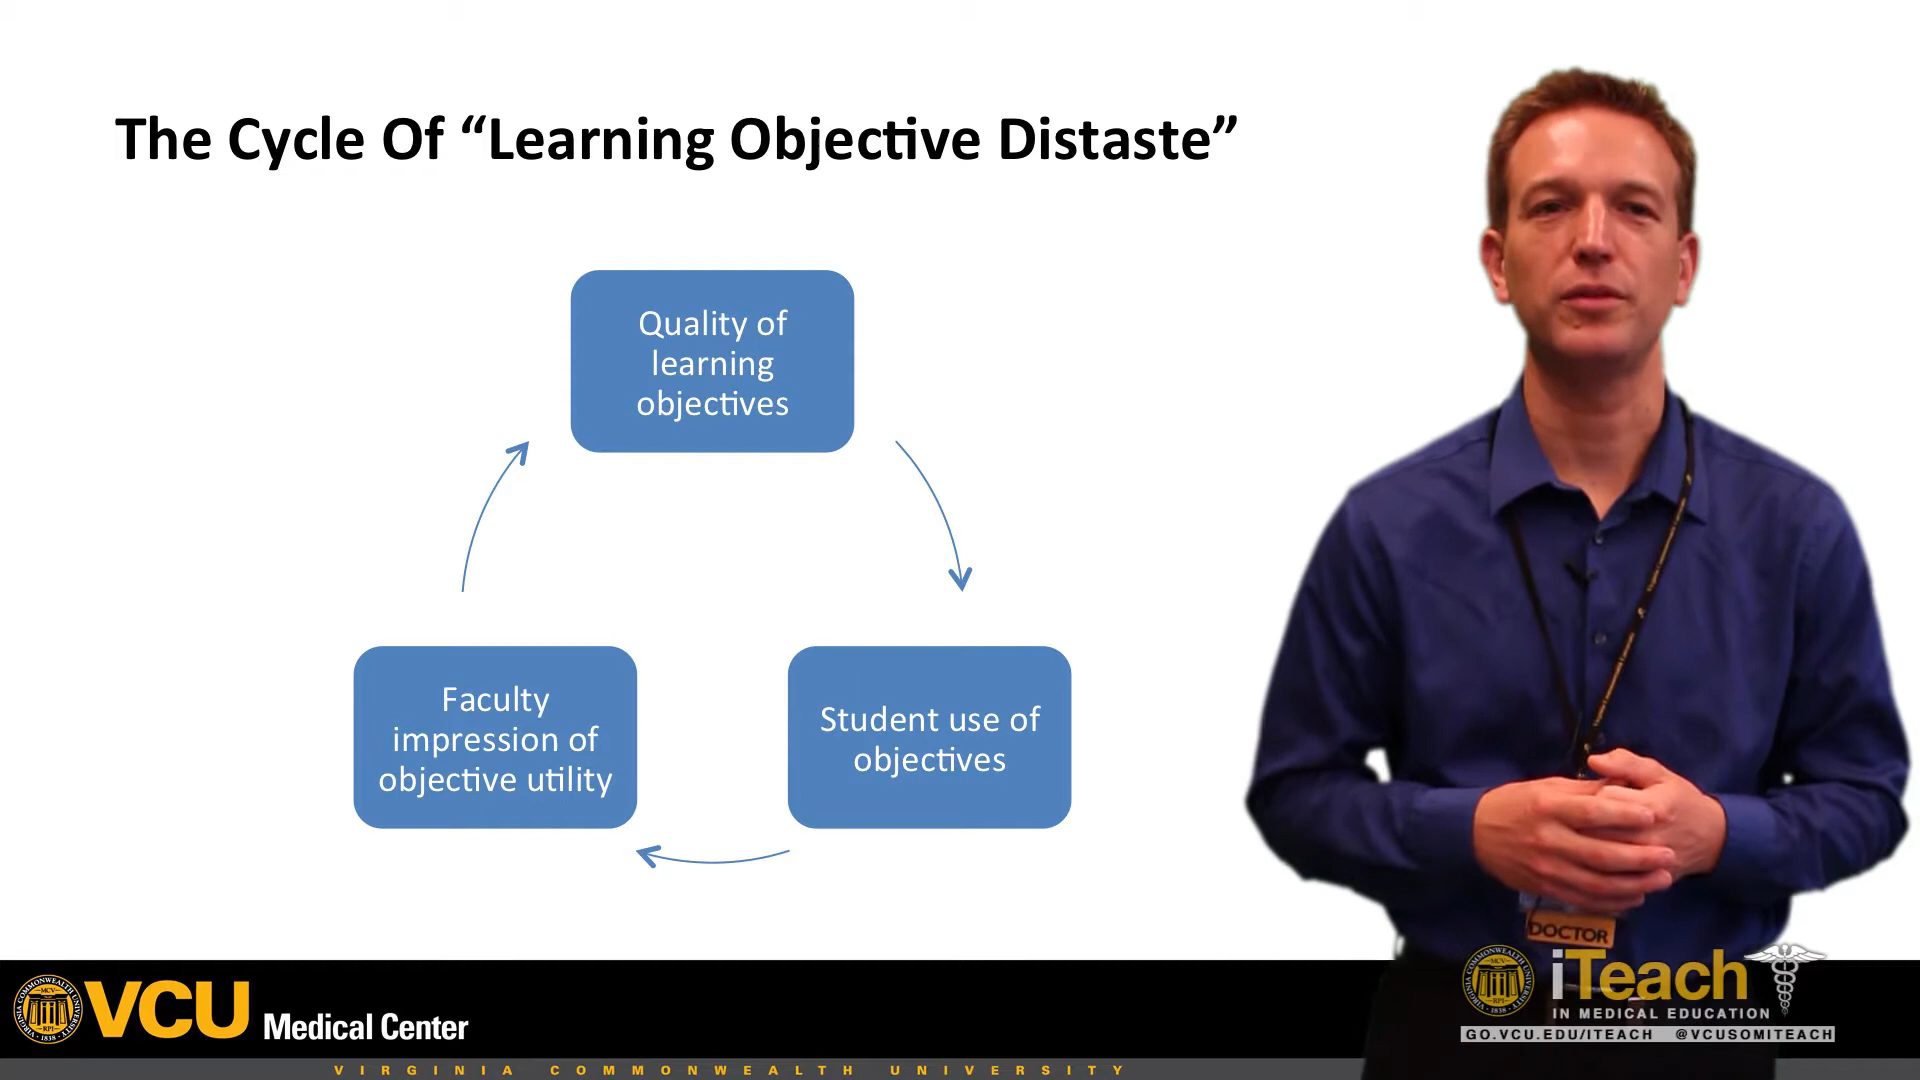 The Cycle Of “Learning Objective Distaste”
Quality of
learning
objectives
Faculty
impression of
objective utility
Student use of
objectives
DOCTOR
VCU Medical Center
iTeach
IN MEDICAL EDUCATION
GO.VCU.EDU/ITEACH @VCUSOMITEACH
VIRGINIA COMMONWEALTH UNIVERSITY